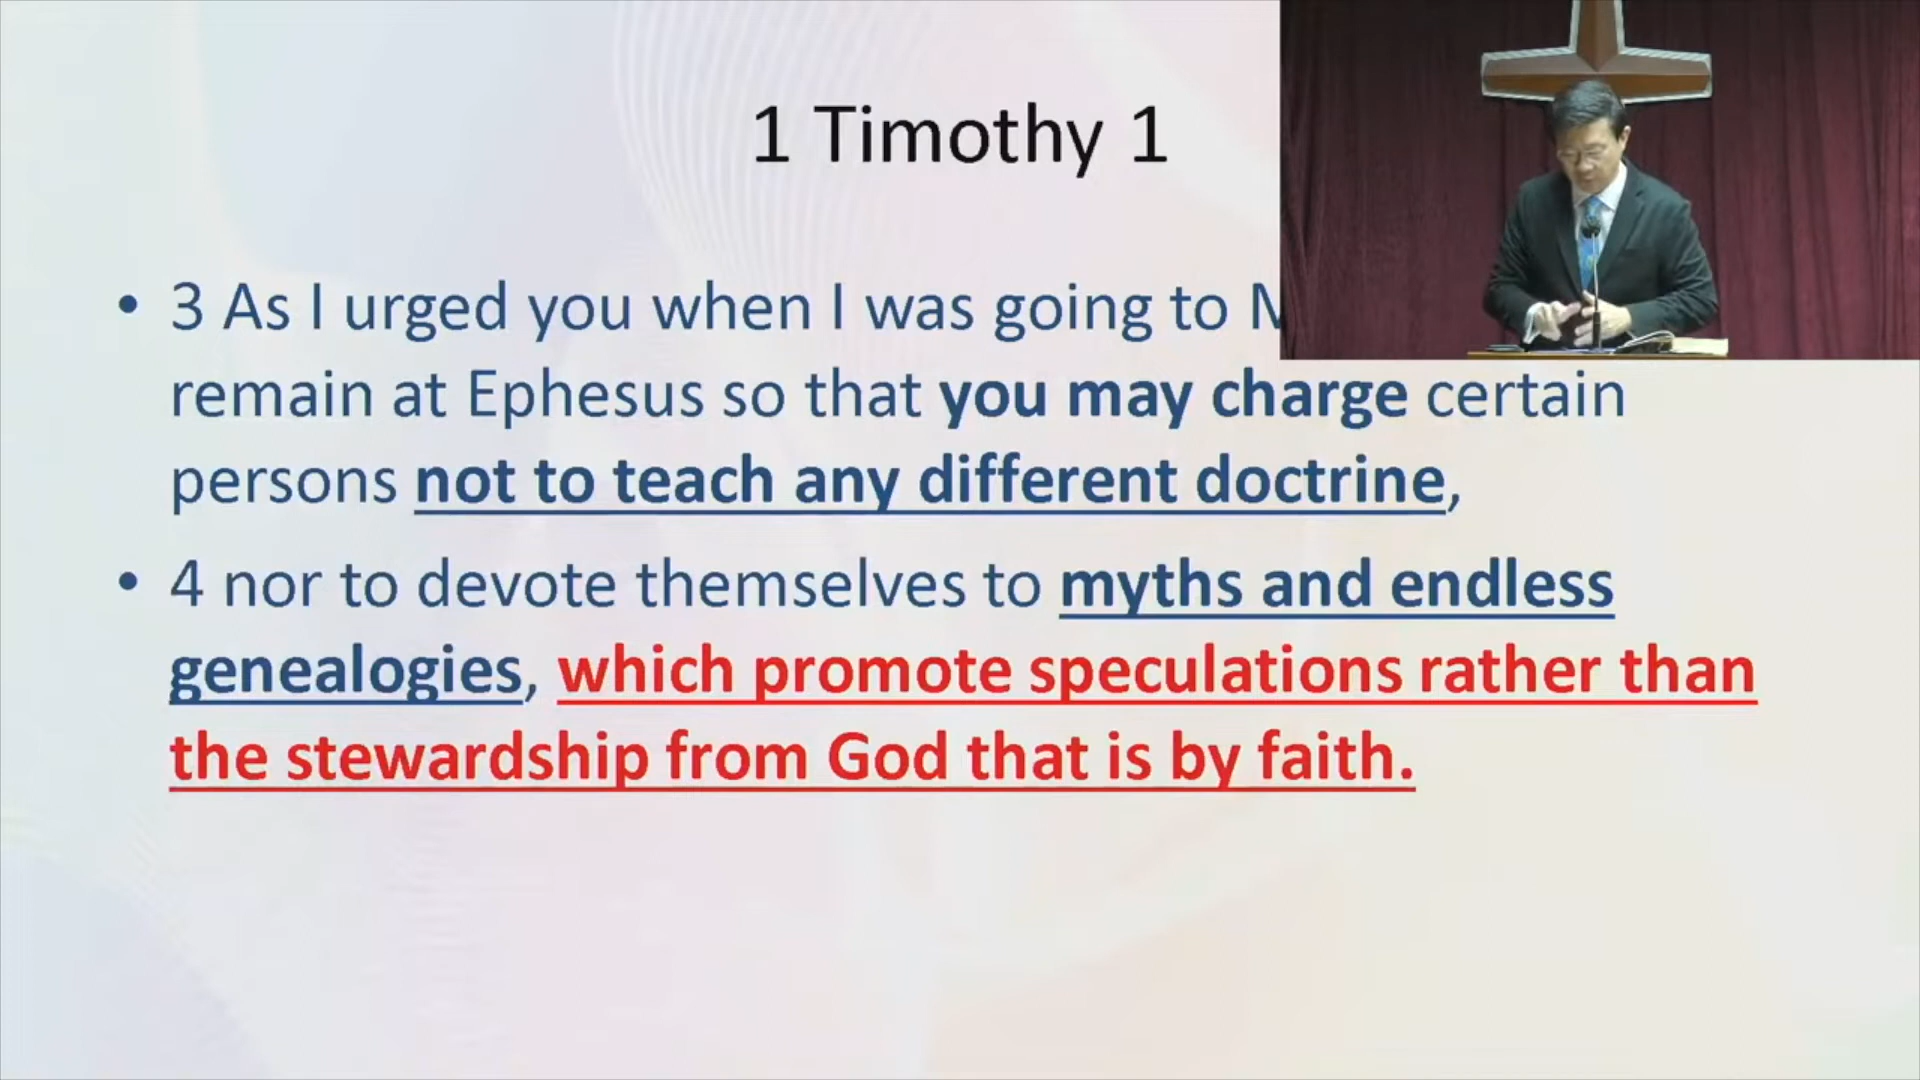 1 Timothy 1
• 3 As I urged you when I was going to
remain at Ephesus so that you may charge certain
persons not to teach any different doctrine,
• 4 nor to devote themselves to myths and endless
genealogies, which promote speculations rather than
the stewardship from God that is by faith.